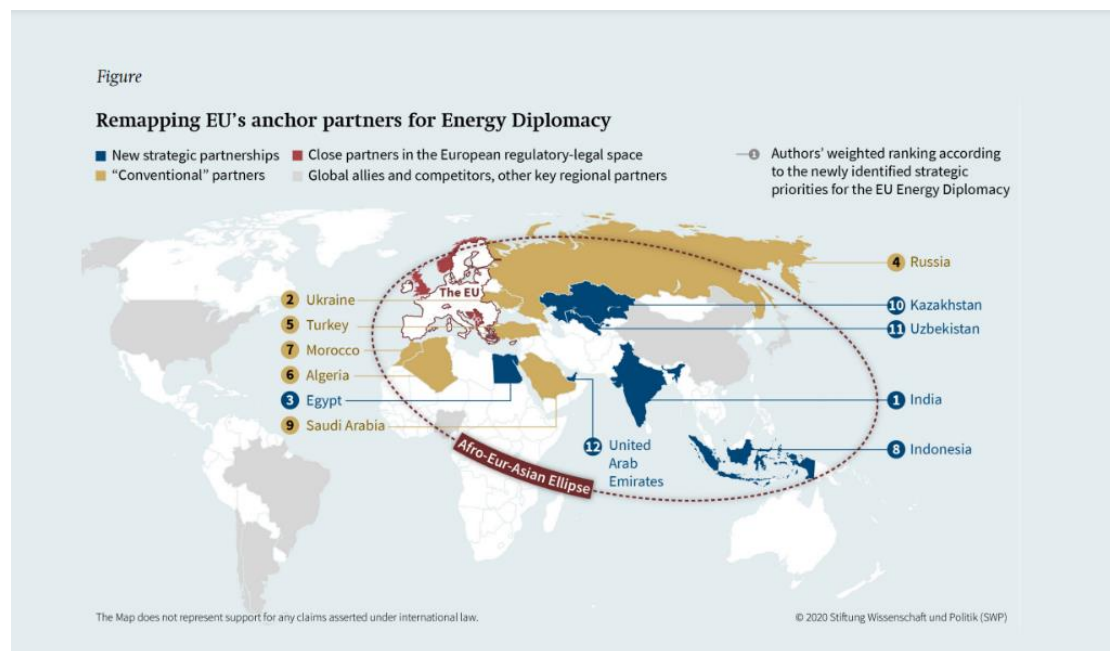 Figure
Remapping EU's anchor partners for Energy Diplomacy
New strategic partnerships
Close partners in the European regulatory-legal space
"Conventional" partners
Global allies and competitors, other key regional partners
1 Authors' weighted ranking according
to the newly identified strategic
priorities for the EU Energy Diplomacy
The EU
2 Ukraine
5 Turkey
7 Morocco
6 Algeria
3 Egypt
9 Saudi Arabia
4 Russia
10 Kazakhstan
11 Uzbekistan
1 India
8 Indonesia
12 United
Arab
Emirates
Afro-Eur-Asian Ellipse
The Map does not represent support for any claims asserted under international law.
© 2020 Stiftung Wissenschaft und Politik (SWP)